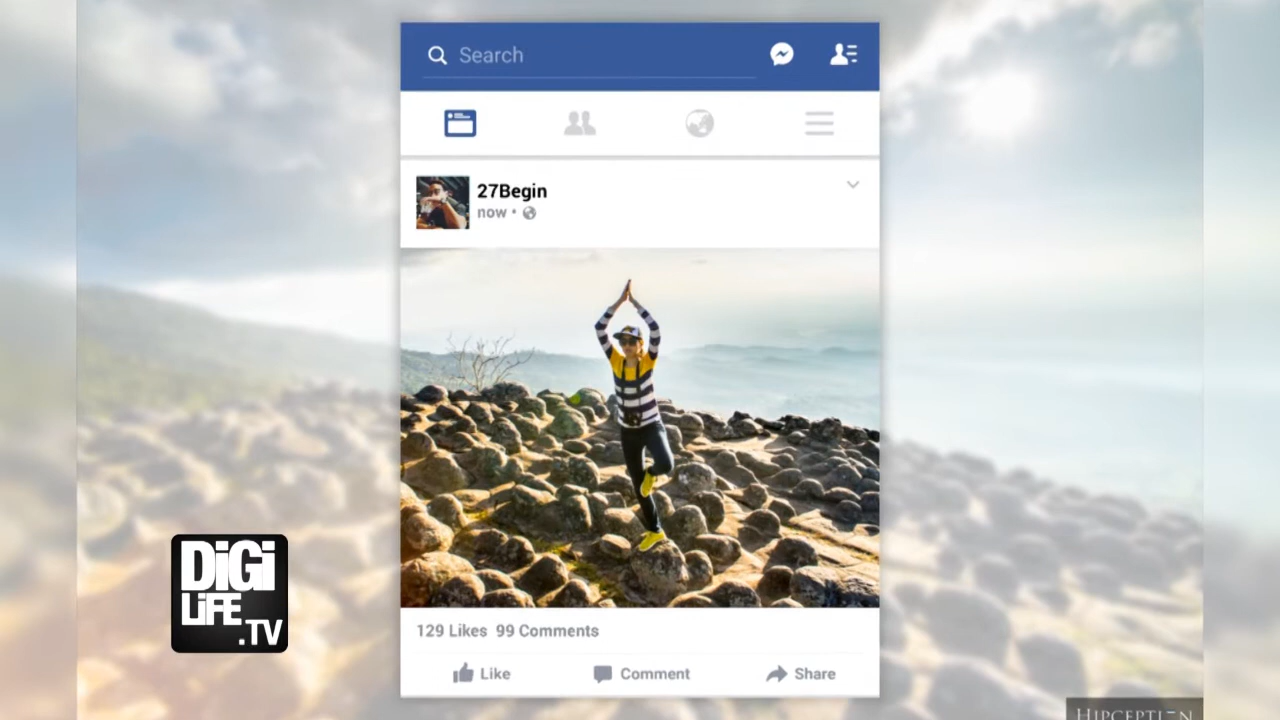 Search
27Begin
now
129 Likes 99 Comments
Like Comment Share
DiGi
LiFE
.TV
HIPCEPTION